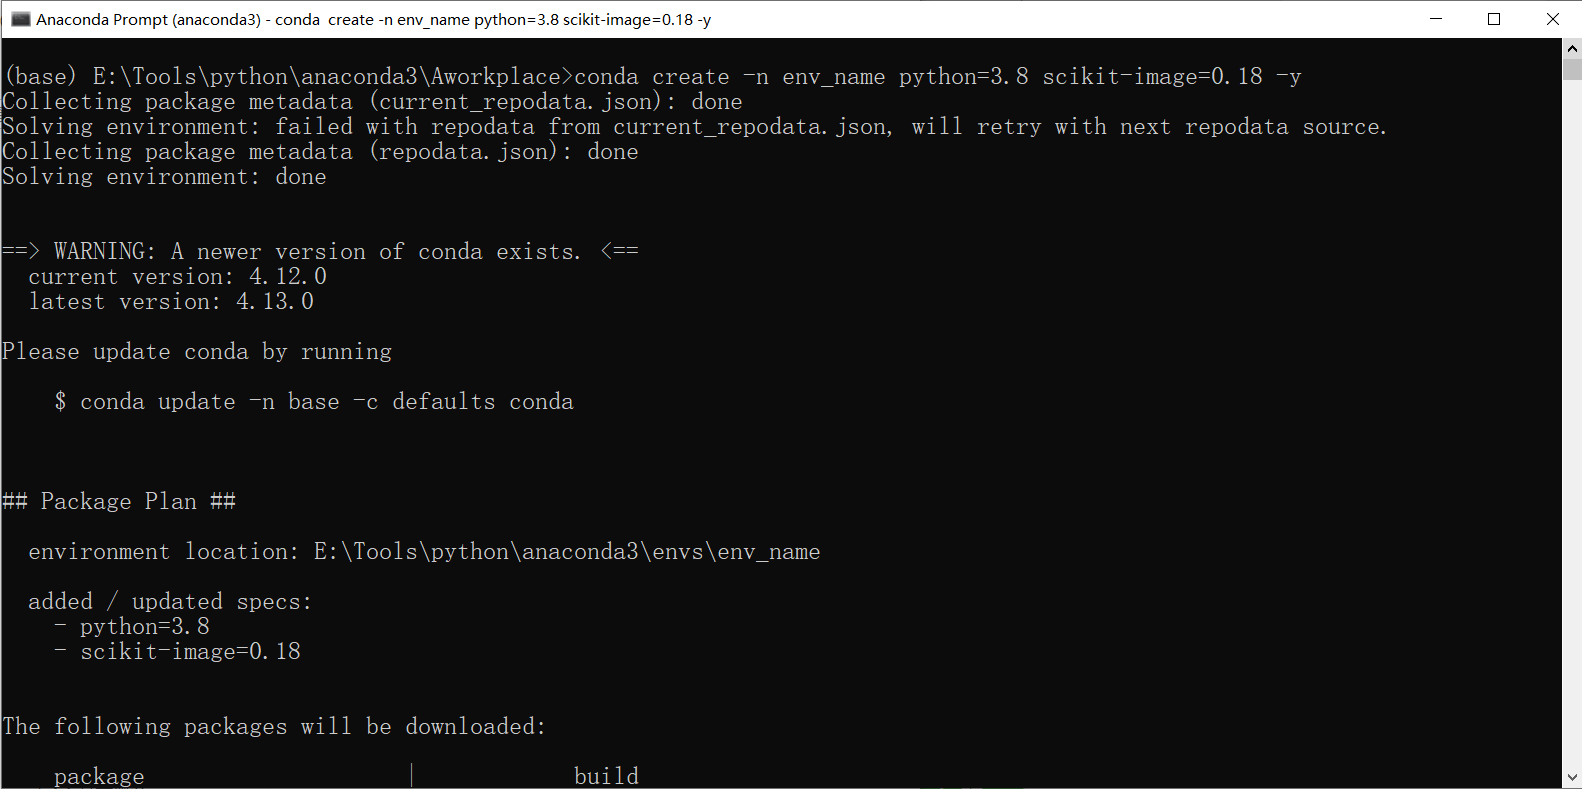 Anaconda Prompt (anaconda3) - conda  create -n env_name python=3.8 scikit-image=0.18 -y
(base) E:\Tools\python\anaconda3\Aworkplace>conda create -n env_name python=3.8 scikit-image=0.18 -y
Collecting package metadata (current_repodata.json): done
Solving environment: failed with repodata from current_repodata.json, will retry with next repodata source.
Collecting package metadata (repodata.json): done
Solving environment: done
==> WARNING: A newer version of conda exists. <==
  current version: 4.12.0
  latest version: 4.13.0
Please update conda by running
    $ conda update -n base -c defaults conda
## Package Plan ##
  environment location: E:\Tools\python\anaconda3\envs\env_name
  added / updated specs:
    - python=3.8
    - scikit-image=0.18
The following packages will be downloaded:
    package                    |            build